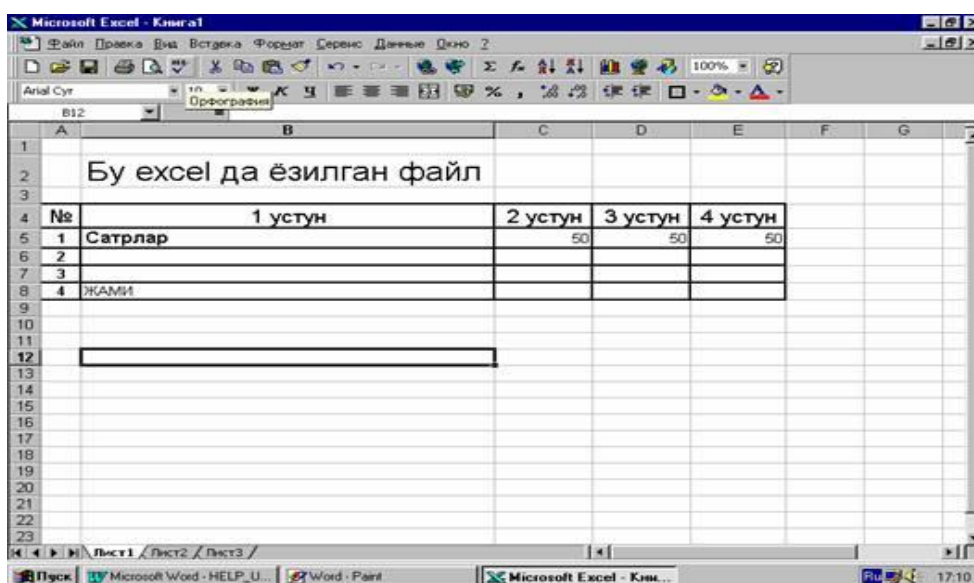 Microsoft Excel - Книга1
Файл Правка Вид Вставка Формат Сервис Данные Окно ?
100%
Arial Cyr 10 Ж К Ч
Орфография
B12 =
A B C D E F G
1
2 Бу excel да ёзилган файл
3
4 № 1 устун 2 устун 3 устун 4 устун
5 1 Сатрлар 50 50 50
6 2
7 3
8 4 ЖАМИ
9
10
11
12
13
14
15
16
17
18
19
20
21
22
23
Лист1 Лист2 Лист3
Пуск Microsoft Word - HELP_U... Word - Paint Microsoft Excel - Кни... Ru 17:10